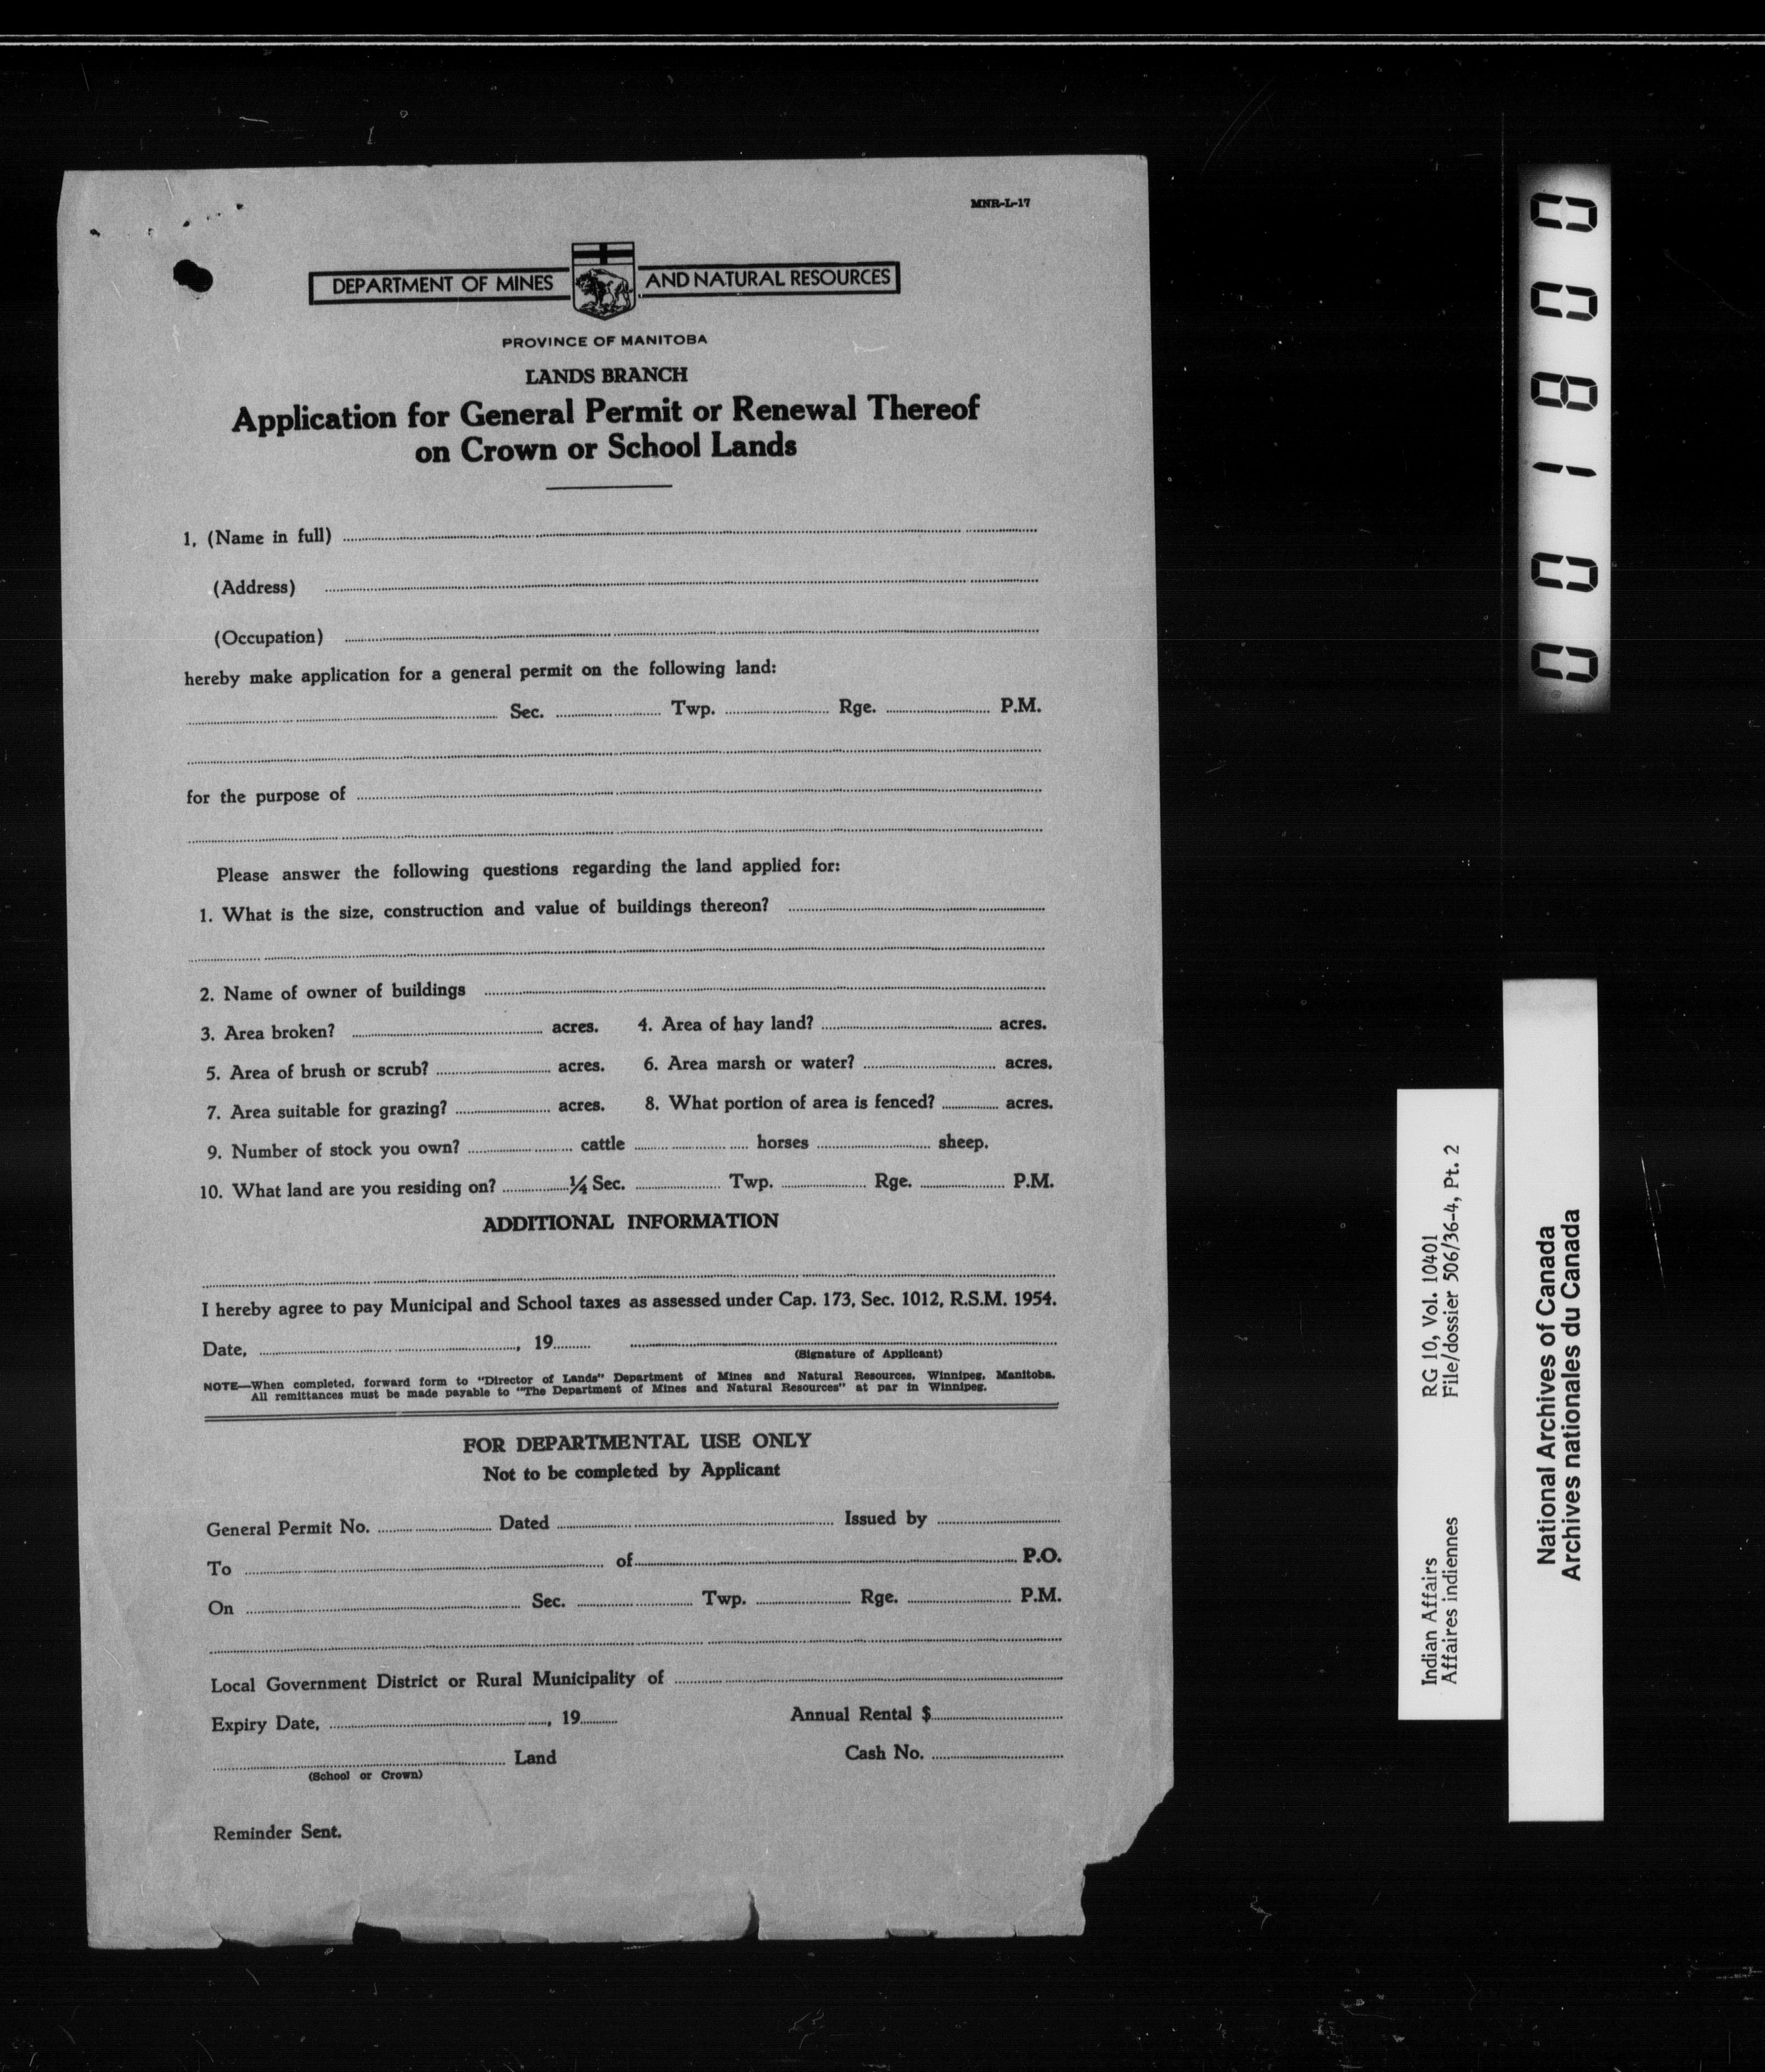 MNR-L-17
DEPARTMENT OF MINES AND NATURAL RESOURCES
PROVINCE OF MANITOBA
LANDS BRANCH
Application for General Permit or Renewal Thereof
on Crown or School Lands
1, (Name in full)
(Address)
(Occupation)
hereby make application for a general permit on the following land:
Sec. Twp. Rge. P.M.
for the purpose of
Please answer the following questions regarding the land applied for:
1. What is the size, construction and value of buildings thereon?
2. Name of owner of buildings
3. Area broken? acres. 4. Area of hay land? acres.
5. Area of brush or scrub? acres. 6. Area marsh or water? acres.
7. Area suitable for grazing? acres. 8. What portion of area is fenced? acres.
9. Number of stock you own? cattle horses sheep.
10. What land are you residing on? ¼ Sec. Twp. Rge. P.M.
ADDITIONAL INFORMATION
I hereby agree to pay Municipal and School taxes as assessed under Cap. 173, Sec. 1012, R.S.M. 1954.
Date, , 19
(Signature of Applicant)
NOTE—When completed, forward form to "Director of Lands" Department of Mines and Natural Resources, Winnipeg, Manitoba.
All remittances must be made payable to "The Department of Mines and Natural Resources" at par in Winnipeg.
FOR DEPARTMENTAL USE ONLY
Not to be completed by Applicant
General Permit No. Dated Issued by
To of P.O.
On Sec. Twp. Rge. P.M.
Local Government District or Rural Municipality of
Expiry Date, , 19 Annual Rental $
Land Cash No.
(School or Crown)
Reminder Sent.
001800
Indian Affairs RG 10, Vol. 10401
Affaires indiennes File/dossier 506/36-4, Pt. 2
National Archives of Canada
Archives nationales du Canada